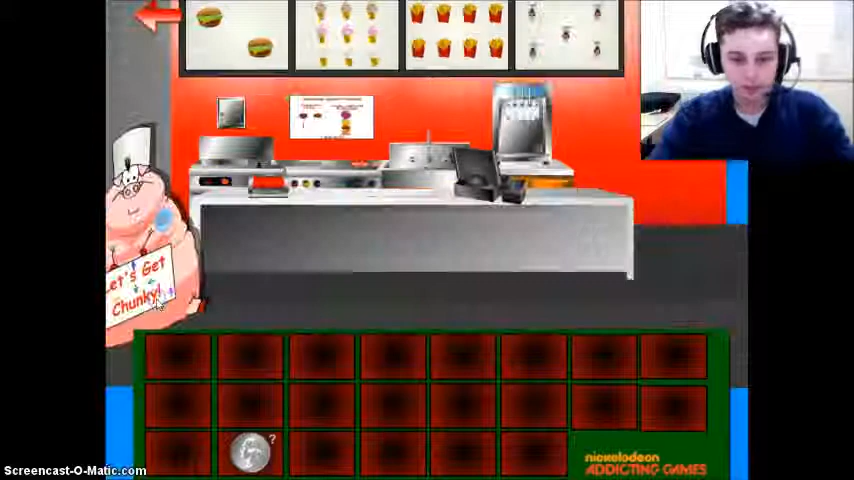 Let's Get
Chunky!
?
nickelodeon
ADDICTING GAMES
Screencast-O-Matic.com